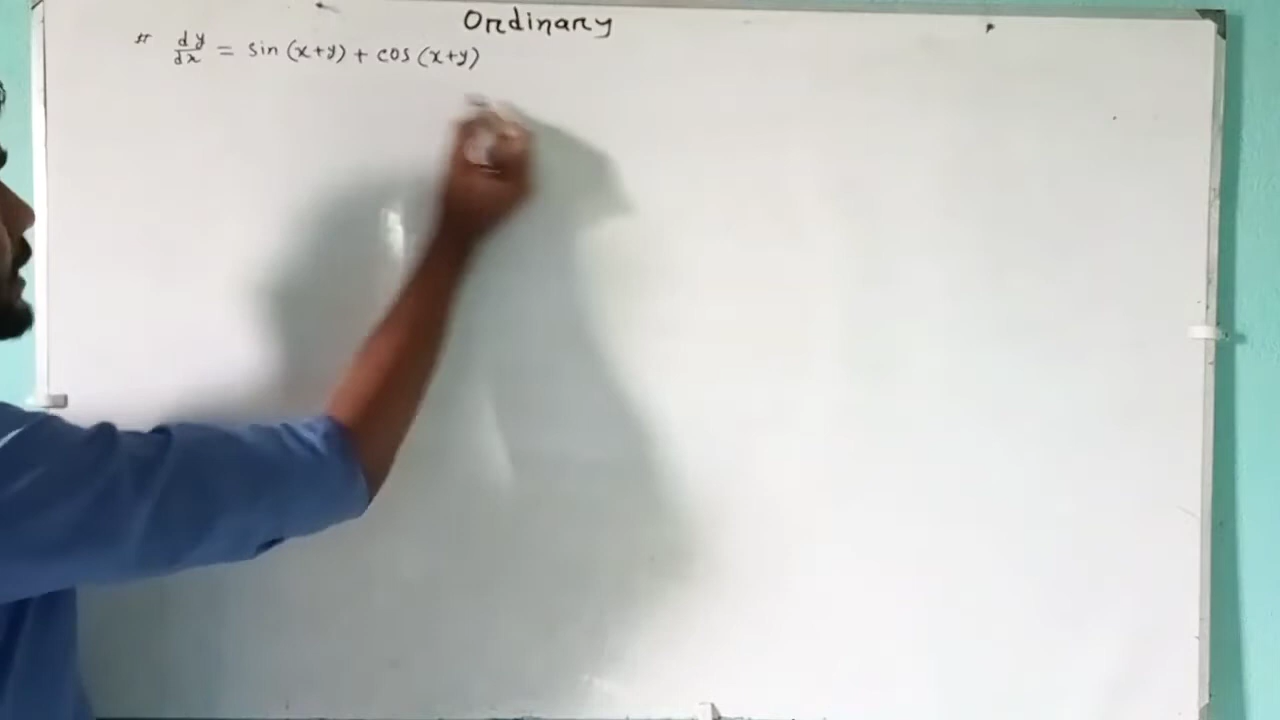 Ordinary
# dy/dx = sin (x+y) + cos (x+y)